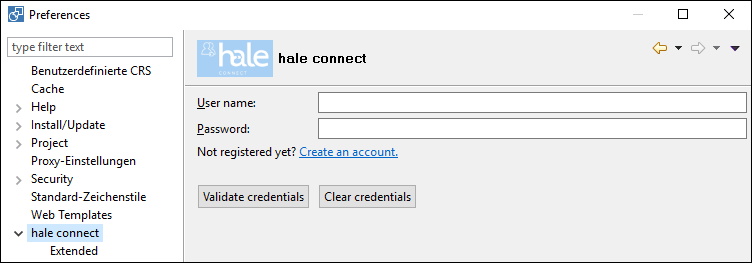 Preferences
type filter text
Benutzerdefinierte CRS
Cache
Help
Install/Update
Project
Proxy-Einstellungen
Security
Standard-Zeichenstile
Web Templates
hale connect
Extended
hale
CONNECT
hale connect
User name:
Password:
Not registered yet? Create an account.
Validate credentials
Clear credentials